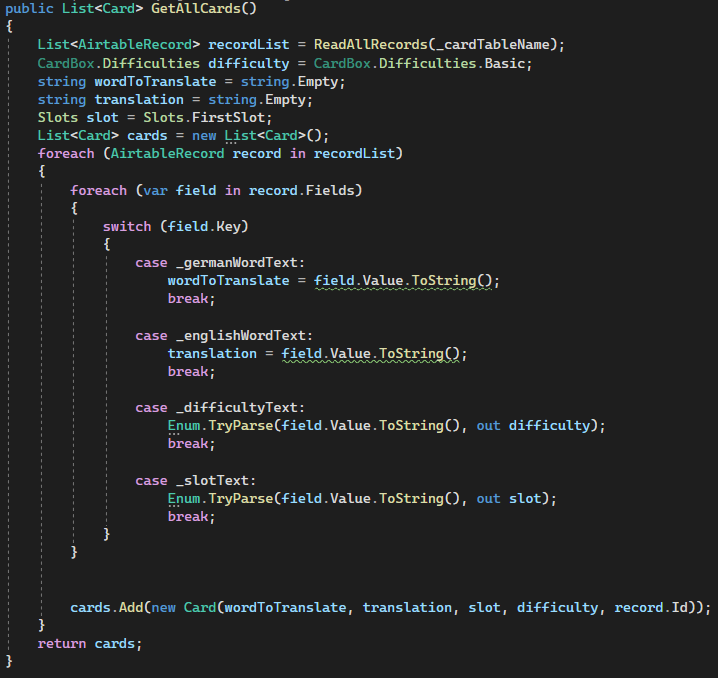 public List<Card> GetAllCards()
{
List<AirtableRecord> recordList = ReadAllRecords(_cardTableName);
CardBox.Difficulties difficulty = CardBox.Difficulties.Basic;
string wordToTranslate = string.Empty;
string translation = string.Empty;
Slots slot = Slots.FirstSlot;
List<Card> cards = new List<Card>();
foreach (AirtableRecord record in recordList)
{
foreach (var field in record.Fields)
{
switch (field.Key)
{
case _germanWordText:
wordToTranslate = field.Value.ToString();
break;
case _englishWordText:
translation = field.Value.ToString();
break;
case _difficultyText:
Enum.TryParse(field.Value.ToString(), out difficulty);
break;
case _slotText:
Enum.TryParse(field.Value.ToString(), out slot);
break;
}
}
cards.Add(new Card(wordToTranslate, translation, slot, difficulty, record.Id));
}
return cards;
}